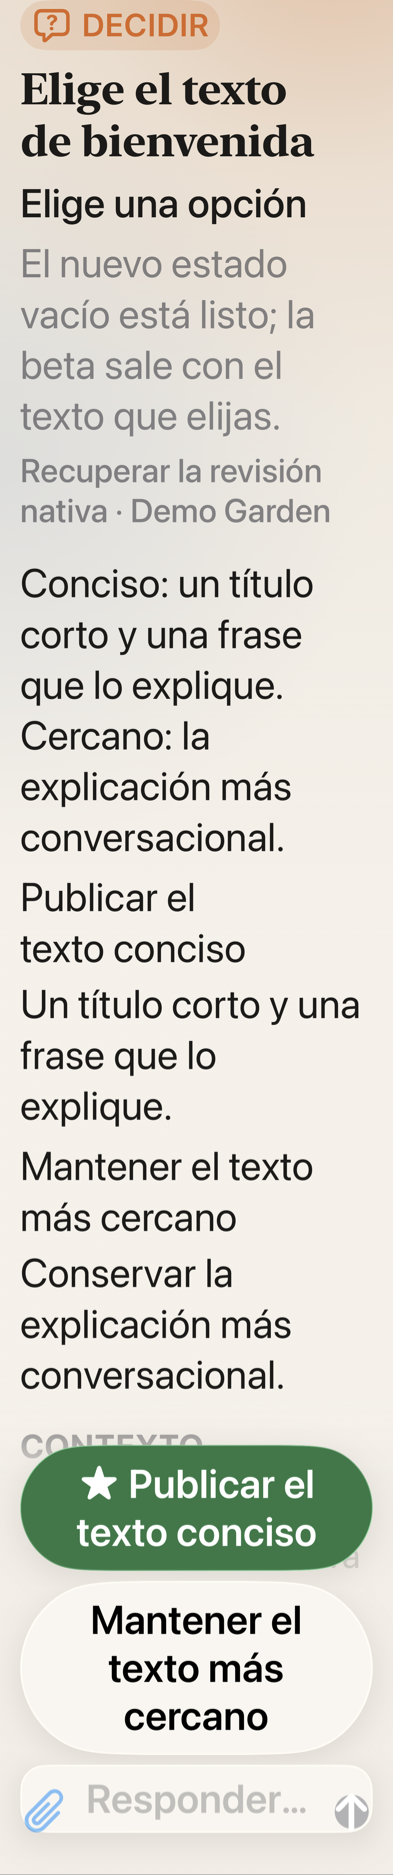 DECIDIR
Elige el texto
de bienvenida
Elige una opción
El nuevo estado
vacío está listo; la
beta sale con el
texto que elijas.
Recuperar la revisión
nativa · Demo Garden
Conciso: un título
corto y una frase
que lo explique.
Cercano: la
explicación más
conversacional.
Publicar el
texto conciso
Un título corto y una
frase que lo
explique.
Mantener el texto
más cercano
Conservar la
explicación más
conversacional.
CONTEXTO
★ Publicar el
texto conciso
Mantener el
texto más
cercano
Responder...